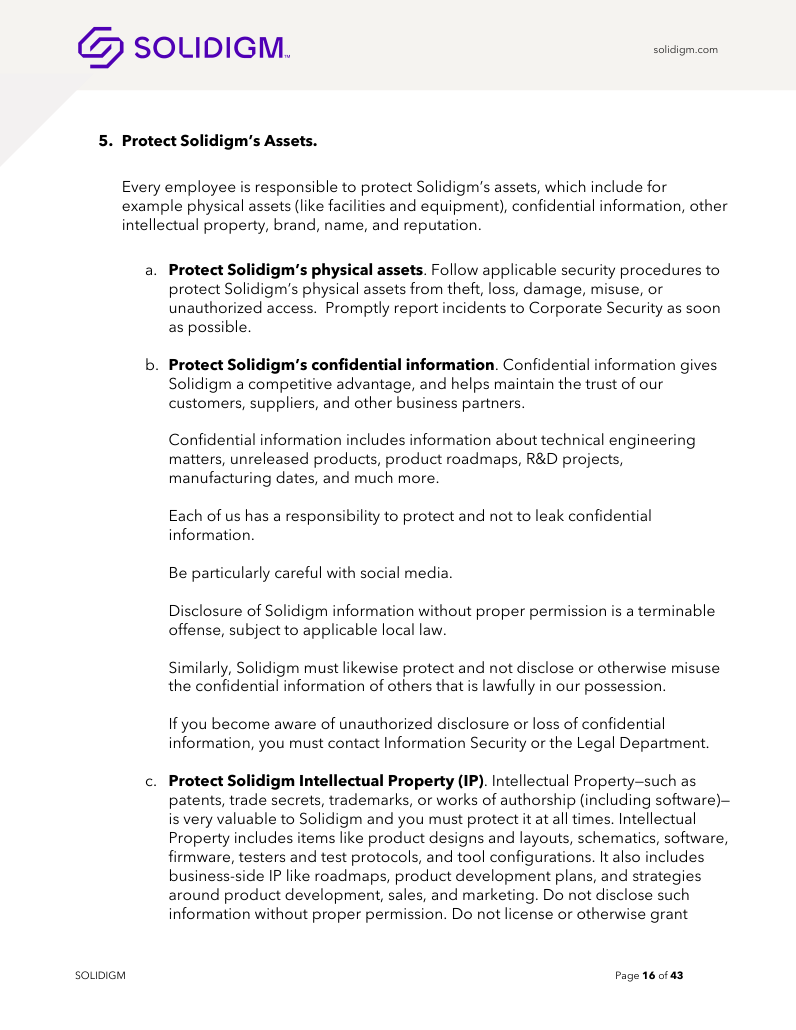 SOLIDIGM™
solidigm.com
5. Protect Solidigm's Assets.
Every employee is responsible to protect Solidigm's assets, which include for
example physical assets (like facilities and equipment), confidential information, other
intellectual property, brand, name, and reputation.
a. Protect Solidigm's physical assets. Follow applicable security procedures to
protect Solidigm's physical assets from theft, loss, damage, misuse, or
unauthorized access.  Promptly report incidents to Corporate Security as soon
as possible.
b. Protect Solidigm's confidential information. Confidential information gives
Solidigm a competitive advantage, and helps maintain the trust of our
customers, suppliers, and other business partners.
Confidential information includes information about technical engineering
matters, unreleased products, product roadmaps, R&D projects,
manufacturing dates, and much more.
Each of us has a responsibility to protect and not to leak confidential
information.
Be particularly careful with social media.
Disclosure of Solidigm information without proper permission is a terminable
offense, subject to applicable local law.
Similarly, Solidigm must likewise protect and not disclose or otherwise misuse
the confidential information of others that is lawfully in our possession.
If you become aware of unauthorized disclosure or loss of confidential
information, you must contact Information Security or the Legal Department.
c. Protect Solidigm Intellectual Property (IP). Intellectual Property—such as
patents, trade secrets, trademarks, or works of authorship (including software)—
is very valuable to Solidigm and you must protect it at all times. Intellectual
Property includes items like product designs and layouts, schematics, software,
firmware, testers and test protocols, and tool configurations. It also includes
business-side IP like roadmaps, product development plans, and strategies
around product development, sales, and marketing. Do not disclose such
information without proper permission. Do not license or otherwise grant
SOLIDIGM
Page 16 of 43